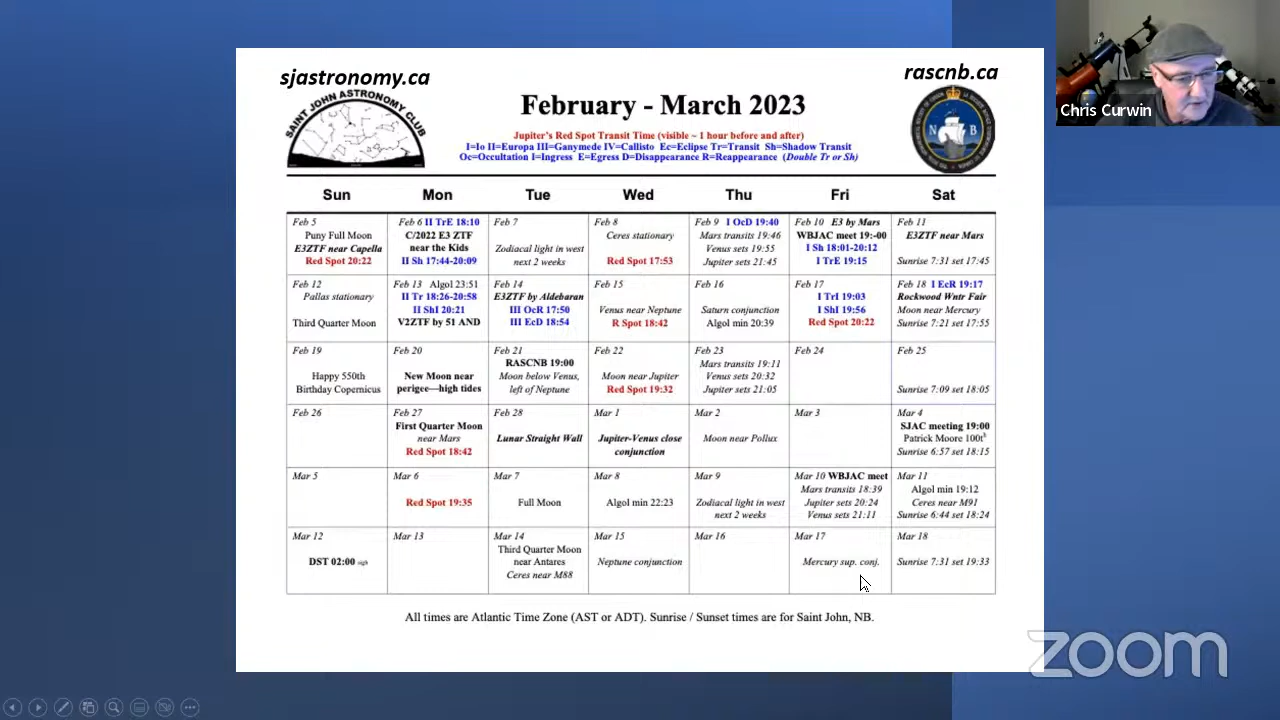 sjastronomy.ca
rascnb.ca
Chris Curwin
SAINT JOHN ASTRONOMY CLUB
February - March 2023
N B
Jupiter's Red Spot Transit Time (visible ~ 1 hour before and after)
I=Io II=Europa III=Ganymede IV=Callisto Ec=Eclipse Tr=Transit Sh=Shadow Transit
Oc=Occultation I=Ingress E=Egress D=Disappearance R=Reappearance (Double Tr or Sh)
Sun Mon Tue Wed Thu Fri Sat
Feb 5
Puny Full Moon
E3ZTF near Capella
Red Spot 20:22
Feb 6 II TrE 18:10
C/2022 E3 ZTF
near the Kids
II Sh 17:44-20:09
Feb 7
Zodiacal light in west
next 2 weeks
Feb 8
Ceres stationary
Red Spot 17:53
Feb 9 I OcD 19:40
Mars transits 19:46
Venus sets 19:55
Jupiter sets 21:45
Feb 10 E3 by Mars
WBJAC meet 19:-00
I Sh 18:01-20:12
I TrE 19:15
Feb 11
E3ZTF near Mars
Sunrise 7:31 set 17:45
Feb 12
Pallas stationary
Third Quarter Moon
Feb 13 Algol 23:51
II Tr 18:26-20:58
II ShI 20:21
V2ZTF by 51 AND
Feb 14
E3ZTF by Aldebaran
III OcR 17:50
III EcD 18:54
Feb 15
Venus near Neptune
R Spot 18:42
Feb 16
Saturn conjunction
Algol min 20:39
Feb 17
I TrI 19:03
I ShI 19:56
Red Spot 20:22
Feb 18 I EcR 19:17
Rockwood Wntr Fair
Moon near Mercury
Sunrise 7:21 set 17:55
Feb 19
Happy 550th
Birthday Copernicus
Feb 20
New Moon near
perigee—high tides
Feb 21
RASCNB 19:00
Moon below Venus,
left of Neptune
Feb 22
Moon near Jupiter
Red Spot 19:32
Feb 23
Mars transits 19:11
Venus sets 20:32
Jupiter sets 21:05
Feb 24
Feb 25
Sunrise 7:09 set 18:05
Feb 26
Feb 27
First Quarter Moon
near Mars
Red Spot 18:42
Feb 28
Lunar Straight Wall
Mar 1
Jupiter-Venus close
conjunction
Mar 2
Moon near Pollux
Mar 3
Mar 4
SJAC meeting 19:00
Patrick Moore 100th
Sunrise 6:57 set 18:15
Mar 5
Mar 6
Red Spot 19:35
Mar 7
Full Moon
Mar 8
Algol min 22:23
Mar 9
Zodiacal light in west
next 2 weeks
Mar 10 WBJAC meet
Mars transits 18:39
Jupiter sets 20:24
Venus sets 21:11
Mar 11
Algol min 19:12
Ceres near M91
Sunrise 6:44 set 18:24
Mar 12
DST 02:00 sigh
Mar 13
Mar 14
Third Quarter Moon
near Antares
Ceres near M88
Mar 15
Neptune conjunction
Mar 16
Mar 17
Mercury sup. conj.
Mar 18
Sunrise 7:31 set 19:33
All times are Atlantic Time Zone (AST or ADT). Sunrise / Sunset times are for Saint John, NB.
zoom